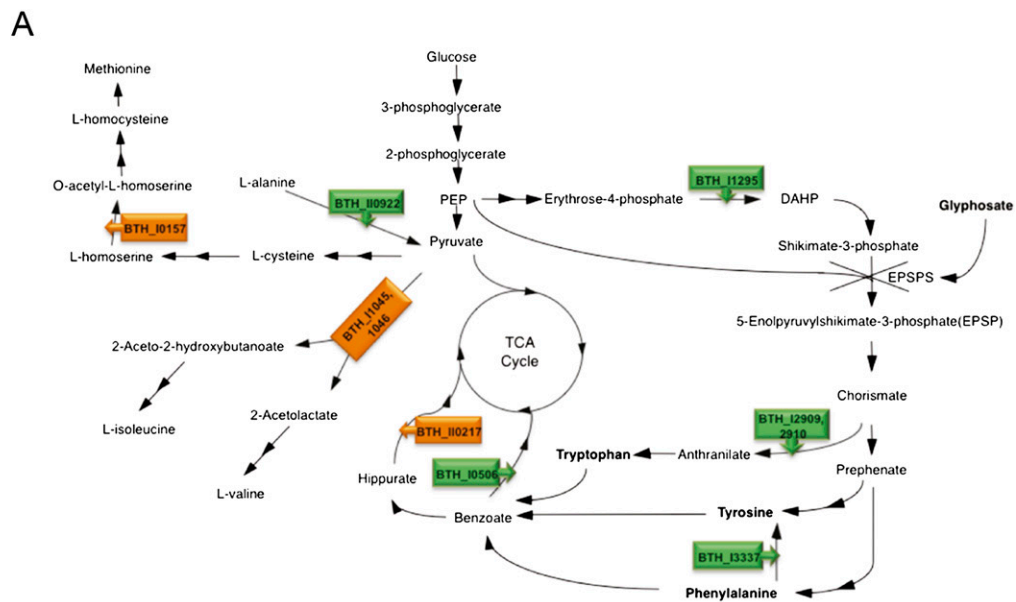 A
Glucose
Methionine
3-phosphoglycerate
L-homocysteine
2-phosphoglycerate
O-acetyl-L-homoserine
L-alanine
BTH_II0922
PEP
Erythrose-4-phosphate
BTH_I1295
DAHP
Glyphosate
BTH_I0157
Pyruvate
Shikimate-3-phosphate
L-homoserine
L-cysteine
EPSPS
BTH_I1045,
1046
5-Enolpyruvylshikimate-3-phosphate(EPSP)
2-Aceto-2-hydroxybutanoate
TCA
Cycle
Chorismate
L-isoleucine
2-Acetolactate
BTH_II0217
BTH_I2909,
2910
BTH_I0506
Tryptophan
Anthranilate
Prephenate
Hippurate
L-valine
Benzoate
Tyrosine
BTH_I3337
Phenylalanine